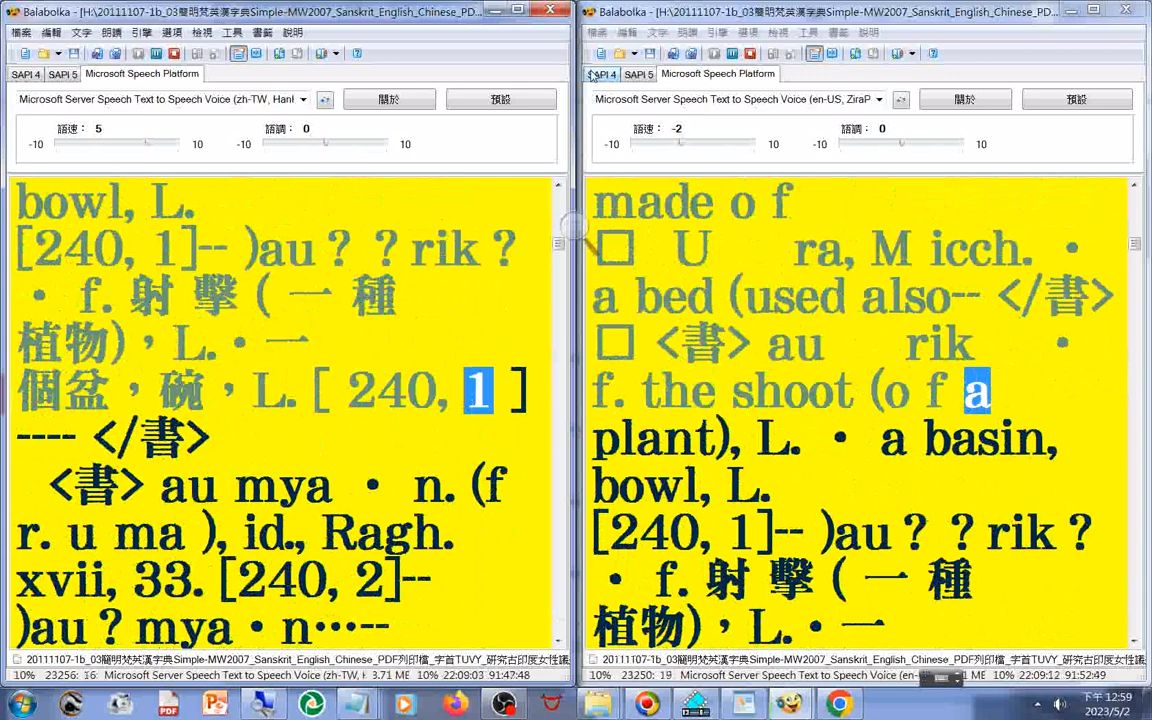 Balabolka - [H:\20111107-1b_03簡明梵英漢字典Simple-MW2007_Sanskrit_English_Chinese_PD...
檔案 編輯 文字 朗讀 引擎 選項 檢視 工具 書籤 說明
SAPI 4 SAPI 5 Microsoft Speech Platform
Microsoft Server Speech Text to Speech Voice (zh-TW, Hanl
關於 預設
語速： 5 語調： 0
-10 10 -10 10
bowl, L.
[240, 1]-- )au？？rik？
• f. 射 擊 ( 一 種
植物)，L.•一
個盆，碗，L. [ 240, 1 ]
---- </書>
<書> au mya • n. (f
r. u ma ), id., Ragh.
xvii, 33. [240, 2]--
)au？mya•n…--
20111107-1b_03簡明梵英漢字典Simple-MW2007_Sanskrit_English_Chinese_PDF列印檔_字首TUVY_研究古印度女性議
10% 23256: 16: Microsoft Server Speech Text to Speech Voice (zh-TW, H 3.71 ME 10% 22:09:03 91:47:48
Balabolka - [H:\20111107-1b_03簡明梵英漢字典Simple-MW2007_Sanskrit_English_Chinese_PDF...
檔案 編輯 文字 朗讀 引擎 選項 檢視 工具 書籤 說明
SAPI 4 SAPI 5 Microsoft Speech Platform
Microsoft Server Speech Text to Speech Voice (en-US, ZiraP
關於 預設
語速： -2 語調： 0
-10 10 -10 10
made o f
□ U ra, M icch. •
a bed (used also-- </書>
□ <書> au rik •
f. the shoot (o f a
plant), L. • a basin,
bowl, L.
[240, 1]-- )au？？rik？
• f. 射 擊 ( 一 種
植物)，L.•一
20111107-1b_03簡明梵英漢字典Simple-MW2007_Sanskrit_English_Chinese_PDF列印檔_字首TUVY_研究古印度女性議
10% 23250: 19: Microsoft Server Speech Text to Speech Voice (en-US, ME 10% 22:09:12 91:52:49
下午 12:59
2023/5/2